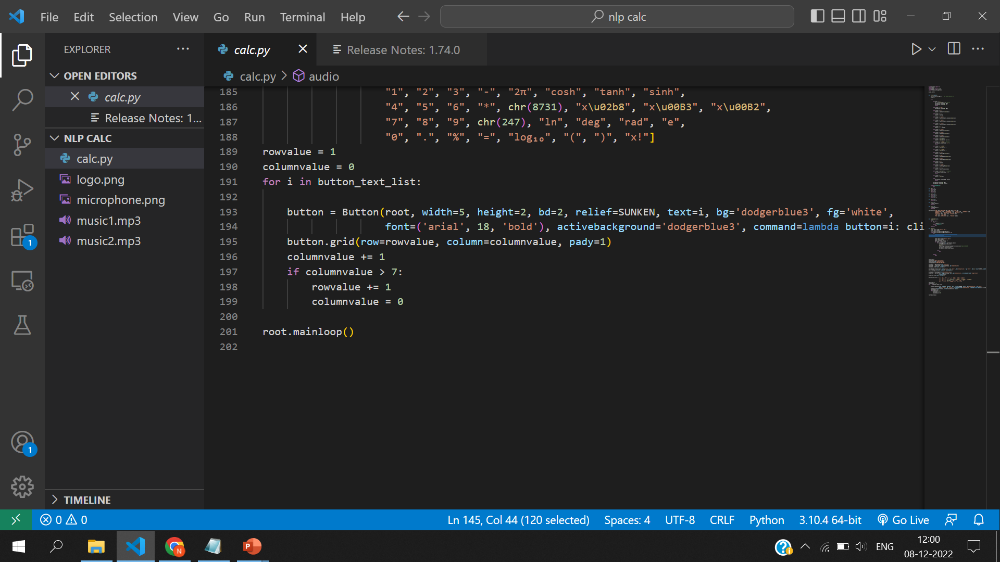 File Edit Selection View Go Run Terminal Help nlp calc
EXPLORER
calc.py
Release Notes: 1.74.0
calc.py > audio
OPEN EDITORS
calc.py
Release Notes: 1...
NLP CALC
calc.py
logo.png
microphone.png
music1.mp3
music2.mp3
TIMELINE
185 "1", "2", "3", "-", "2π", "cosh", "tanh", "sinh",
186 "4", "5", "6", "*", chr(8731), "x\u02b8", "x\u00B3", "x\u00B2",
187 "7", "8", "9", chr(247), "ln", "deg", "rad", "e",
188 "0", ".", "%", "=", "log₁₀", "(", ")", "x!"]
189 rowvalue = 1
190 columnvalue = 0
191 for i in button_text_list:
192
193 button = Button(root, width=5, height=2, bd=2, relief=SUNKEN, text=i, bg='dodgerblue3', fg='white',
194 font=('arial', 18, 'bold'), activebackground='dodgerblue3', command=lambda button=i: cli
195 button.grid(row=rowvalue, column=columnvalue, pady=1)
196 columnvalue += 1
197 if columnvalue > 7:
198 rowvalue += 1
199 columnvalue = 0
200
201 root.mainloop()
202
1
1
0 0 Ln 145, Col 44 (120 selected) Spaces: 4 UTF-8 CRLF Python 3.10.4 64-bit Go Live
N P ENG 12:00
08-12-2022